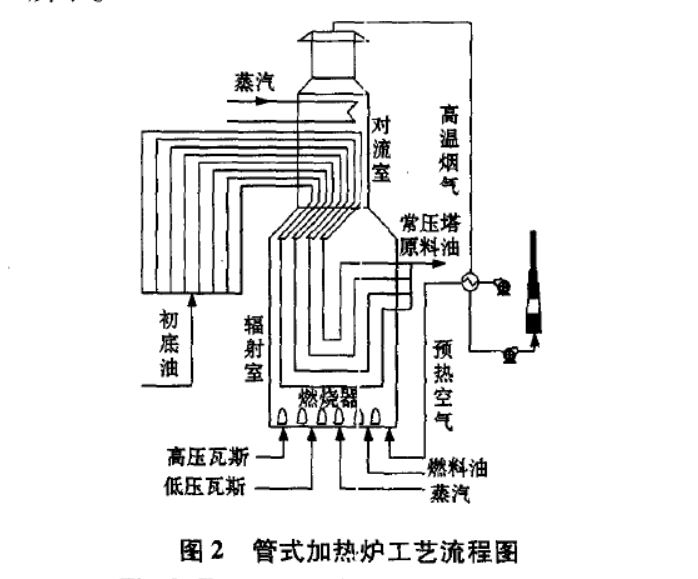 蒸汽
对流室
高温烟气
常压塔
原料油
初底油
辐射室
预热空气
燃烧器
高压瓦斯
低压瓦斯
燃料油
蒸汽
图2 管式加热炉工艺流程图